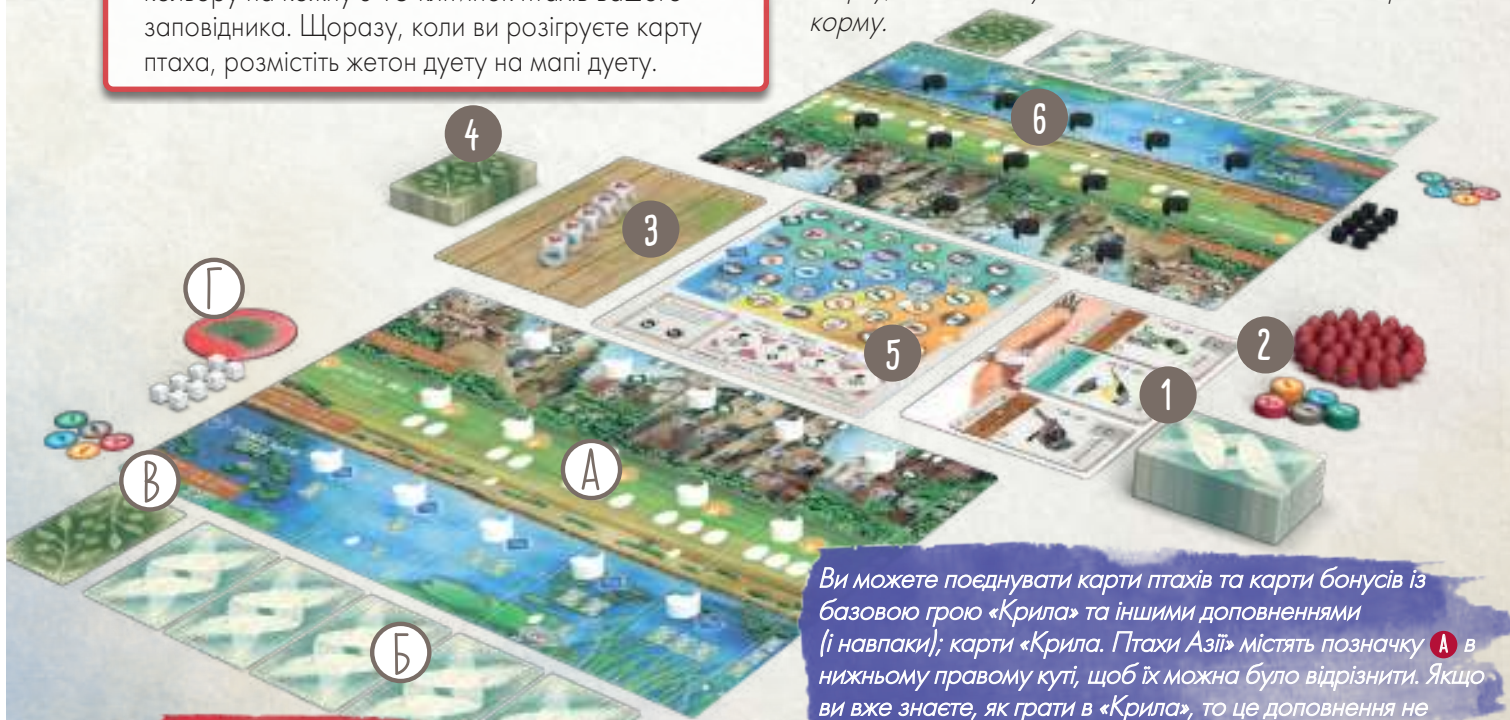 заповідника. Щоразу, коли ви розігруєте карту
птаха, розмістіть жетон дуету на мапі дуету.
корму.
4
6
3
Г
5
2
1
В
А
Б
Ви можете поєднувати карти птахів та карти бонусів із
базовою грою «Крила» та іншими доповненнями
(і навпаки); карти «Крила. Птахи Азії» містять позначку А в
нижньому правому куті, щоб їх можна було відрізнити. Якщо
ви вже знаєте, як грати в «Крила», то це доповнення не